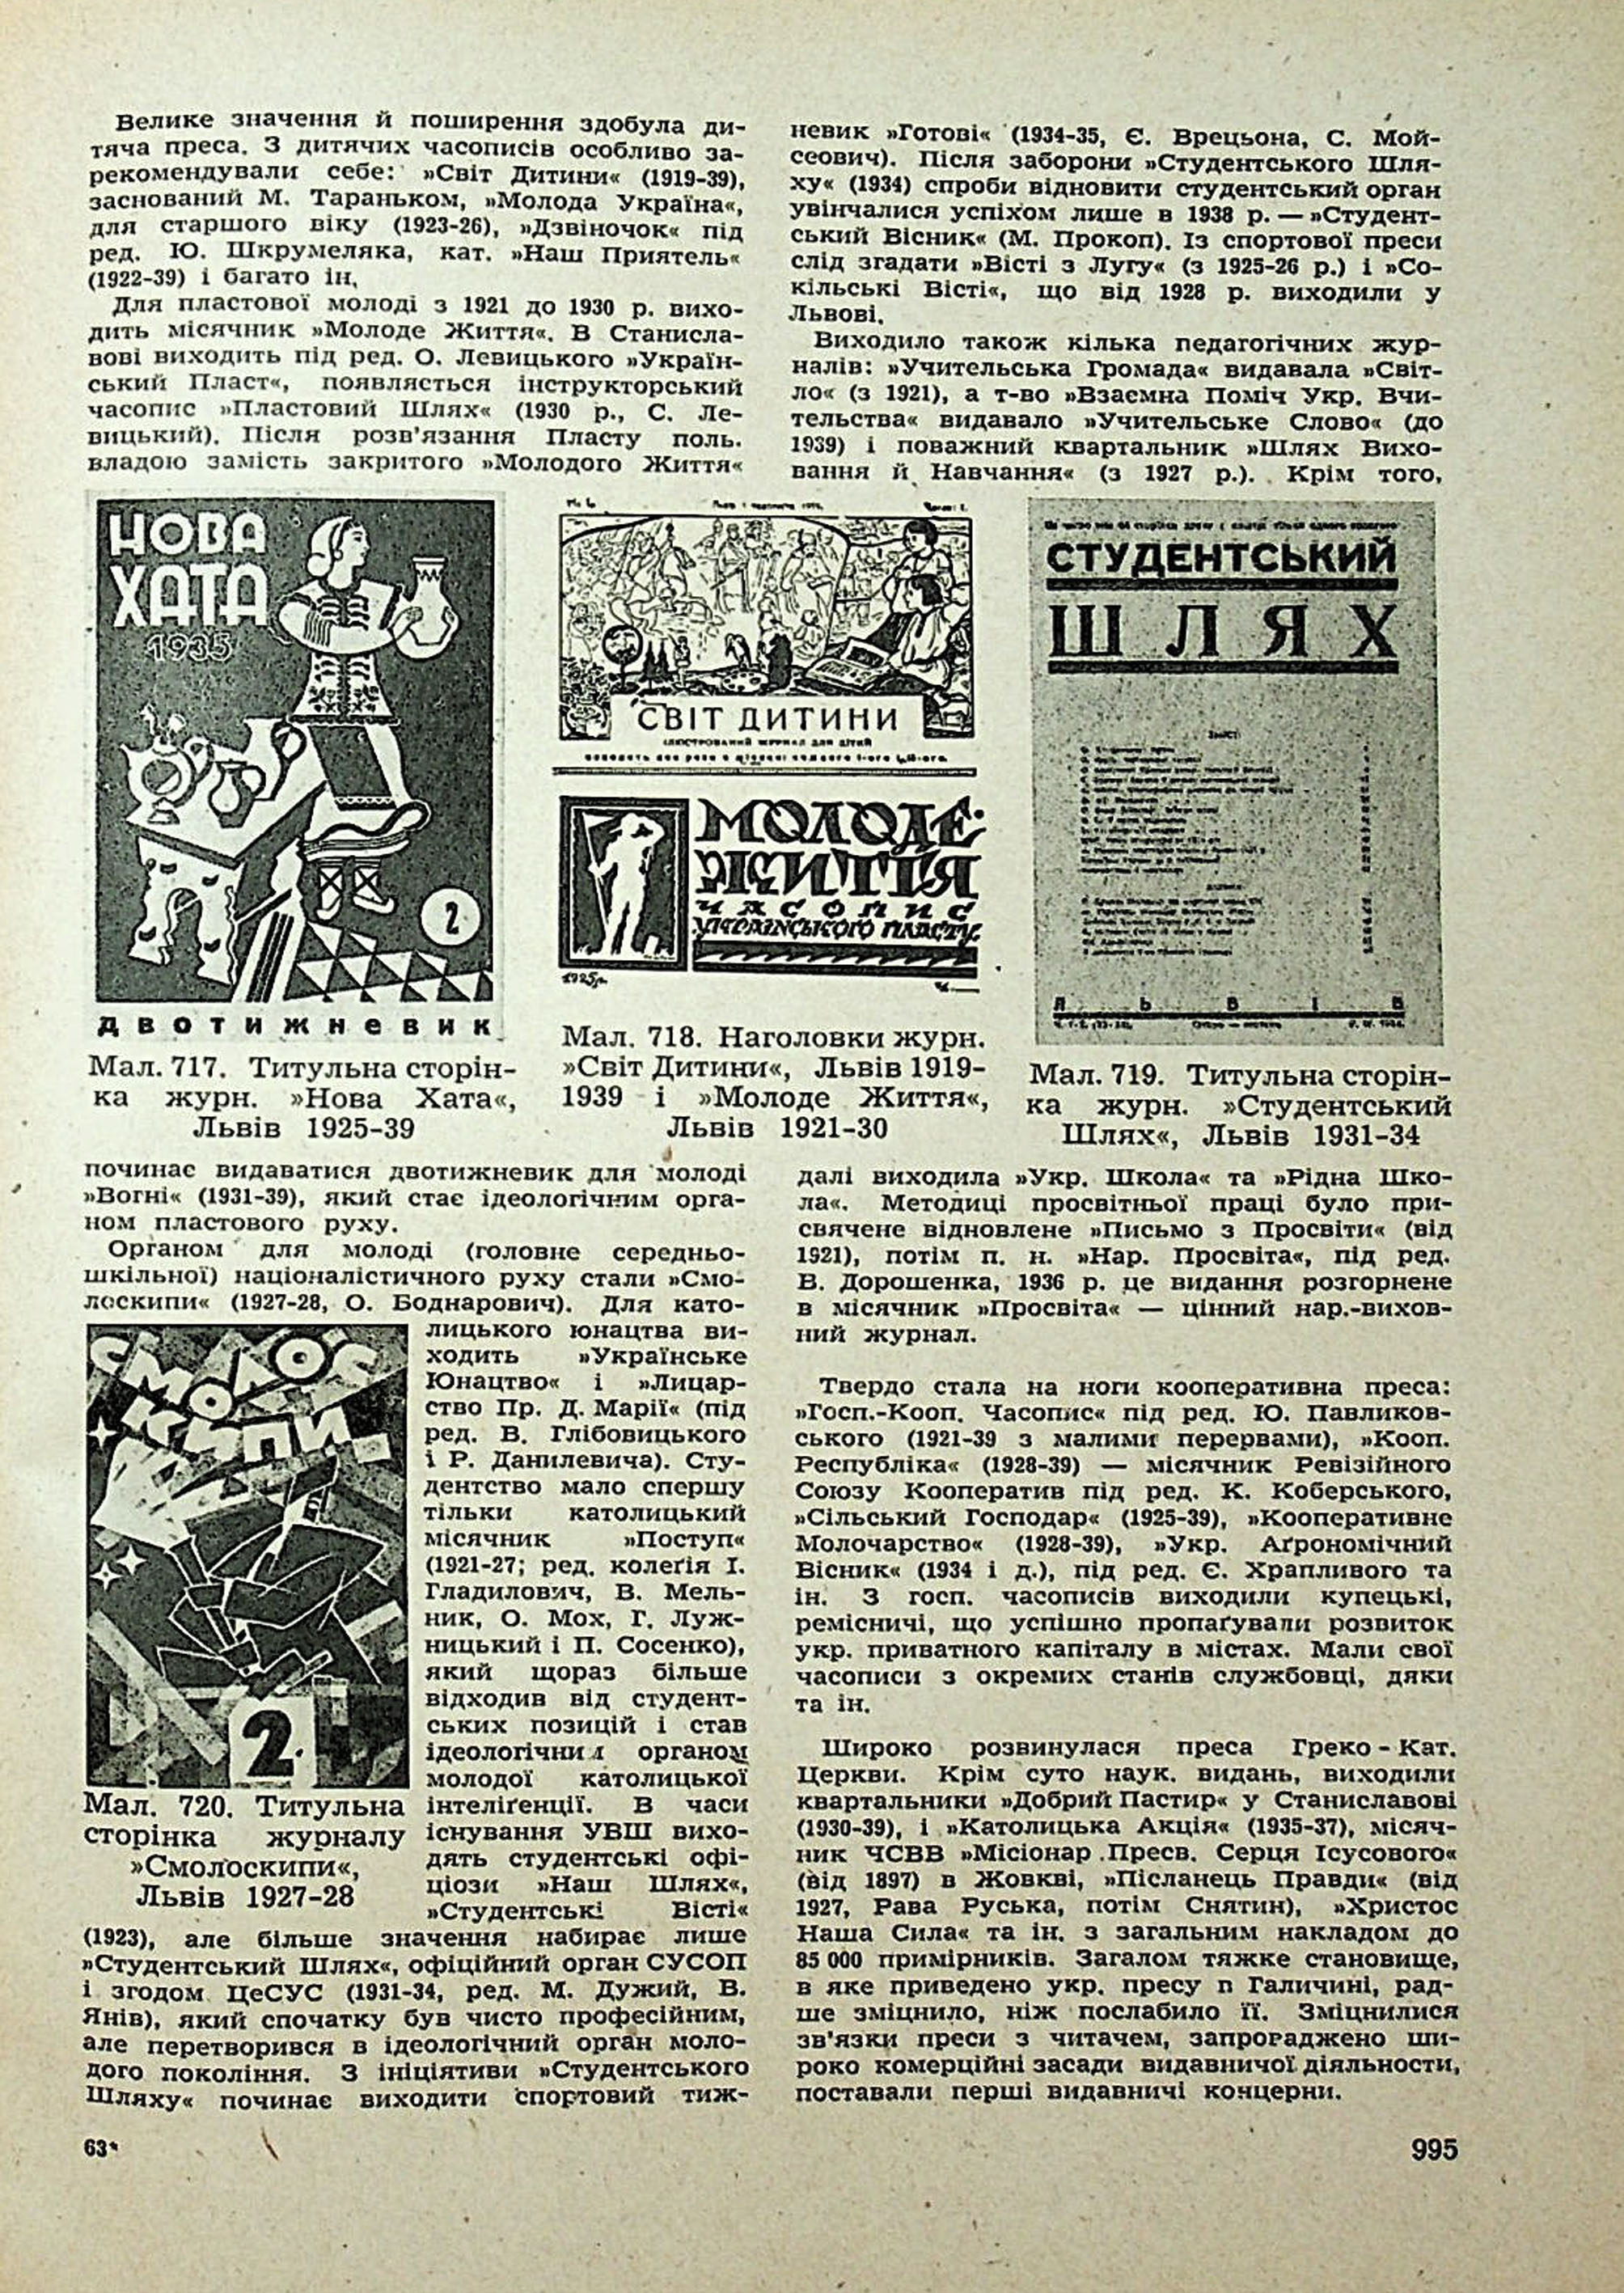 Велике значення й поширення здобула ди-
тяча преса. З дитячих часописів особливо за-
рекомендували себе: »Світ Дитини« (1919-39),
заснований М. Тараньком, »Молода Україна«,
для старшого віку (1923-26), »Дзвіночок« під
ред. Ю. Шкрумеляка, кат. »Наш Приятель«
(1922-39) і багато ін.
Для пластової молоді з 1921 до 1930 р. вихо-
дить місячник »Молоде Життя«. В Станисла-
вові виходить під ред. О. Левицького »Україн-
ський Пласт«, появляється інструкторський
часопис »Пластовий Шлях« (1930 р., С. Ле-
вицький). Після розв'язання Пласту поль.
владою замість закритого »Молодого Життя«
НОВА
ХАТА
1935
2
двотижневик
Мал. 717. Титульна сторін-
ка журн. »Нова Хата«,
Львів 1925-39
СВІТ ДИТИНИ
ІЛЮСТРОВАНИЙ ЖУРНАЛ ДЛЯ ДІТЕЙ
МОЛОДЕ
ЖИТТЯ
ЧАСОПИС
УКРАЇНСЬКОГО ПЛАСТУ.
1925р.
Мал. 718. Наголовки журн.
»Світ Дитини«, Львів 1919-
1939 і »Молоде Життя«,
Львів 1921-30
починає видаватися двотижневик для молоді
»Вогні« (1931-39), який стає ідеологічним орга-
ном пластового руху.
Органом для молоді (головне середньо-
шкільної) націоналістичного руху стали »Смо-
лоскипи« (1927-28, О. Боднарович). Для като-
лицького юнацтва ви-
ходить »Українське
Юнацтво« і »Лицар-
ство Пр. Д. Марії« (під
ред. В. Глібовицького
і Р. Данилевича). Сту-
дентство мало спершу
тільки католицький
місячник »Поступ«
(1921-27; ред. колеґія І.
Гладилович, В. Мель-
ник, О. Мох, Г. Луж-
ницький і П. Сосенко),
який щораз більше
відходив від студент-
ських позицій і став
ідеологічним органом
молодої католицької
інтеліґенції. В часи
існування УВШ вихо-
дять студентські офі-
ціози »Наш Шлях«,
»Студентські Вісті«
СМОЛОС
КИПИ
2
Мал. 720. Титульна
сторінка журналу
»Смолоскипи«,
Львів 1927-28
(1923), але більше значення набирає лише
»Студентський Шлях«, офіційний орган СУСОП
і згодом ЦеСУС (1931-34, ред. М. Дужий, В.
Янів), який спочатку був чисто професійним,
але перетворився в ідеологічний орган моло-
дого покоління. З ініціятиви »Студентського
Шляху« починає виходити спортовий тиж-
невик »Готові« (1934-35, Є. Врецьона, С. Мой-
сеович). Після заборони »Студентського Шля-
ху« (1934) спроби відновити студентський орган
увінчалися успіхом лише в 1938 р. — »Студент-
ський Вісник« (М. Прокоп). Із спортової преси
слід згадати »Вісті з Лугу« (з 1925-26 р.) і »Со-
кільські Вісті«, що від 1928 р. виходили у
Львові.
Виходило також кілька педагогічних жур-
налів: »Учительська Громада« видавала »Світ-
ло« (з 1921), а т-во »Взаємна Поміч Укр. Вчи-
тельства« видавало »Учительське Слово« (до
1939) і поважний квартальник »Шлях Вихо-
вання й Навчання« (з 1927 р.). Крім того,
СТУДЕНТСЬКИЙ
ШЛЯХ
ЗМІСТ:
ЛЬВІВ
Мал. 719. Титульна сторін-
ка журн. »Студентський
Шлях«, Львів 1931-34
далі виходила »Укр. Школа« та »Рідна Шко-
ла«. Методиці просвітньої праці було при-
свячене відновлене »Письмо з Просвіти« (від
1921), потім п. н. »Нар. Просвіта«, під ред.
В. Дорошенка, 1936 р. це видання розгорнене
в місячник »Просвіта« — цінний нар.-вихов-
ний журнал.
Твердо стала на ноги кооперативна преса:
»Госп.-Кооп. Часопис« під ред. Ю. Павликов-
ського (1921-39 з малими перервами), »Кооп.
Республіка« (1928-39) — місячник Ревізійного
Союзу Кооператив під ред. К. Коберського,
»Сільський Господар« (1925-39), »Кооперативне
Молочарство« (1928-39), »Укр. Аґрономічний
Вісник« (1934 і д.), під ред. Є. Храпливого та
ін. З госп. часописів виходили купецькі,
ремісничі, що успішно пропаґували розвиток
укр. приватного капіталу в містах. Мали свої
часописи з окремих станів службовці, дяки
та ін.
Широко розвинулася преса Греко-Кат.
Церкви. Крім суто наук. видань, виходили
квартальники »Добрий Пастир« у Станиславові
(1930-39), і »Католицька Акція« (1935-37), місяч-
ник ЧСВВ »Місіонар Пресв. Серця Ісусового«
(від 1897) в Жовкві, »Післанець Правди« (від
1927, Рава Руська, потім Снятин), »Христос
Наша Сила« та ін. з загальним накладом до
85 000 примірників. Загалом тяжке становище,
в яке приведено укр. пресу п Галичині, рад-
ше зміцнило, ніж послабило її. Зміцнилися
зв'язки преси з читачем, запроваджено ши-
роко комерційні засади видавничої діяльности,
поставали перші видавничі концерни.
63*
995